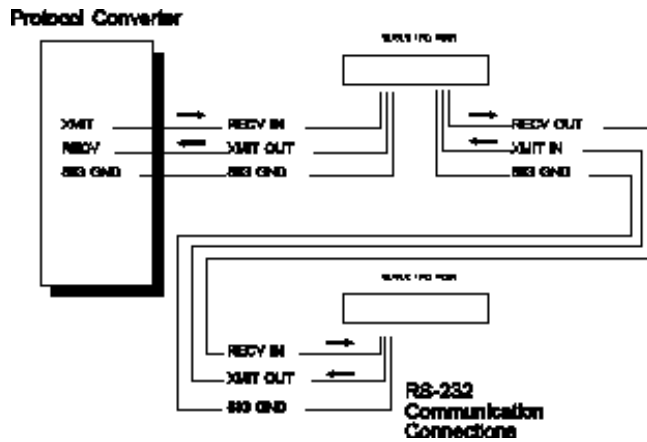 Protocol Converter
XMIT RECV IN RECV OUT
RECV XMIT OUT XMIT IN
SIG GND SIG GND SIG GND
RECV IN
XMIT OUT
SIG GND
RS-232
Communication
Connections